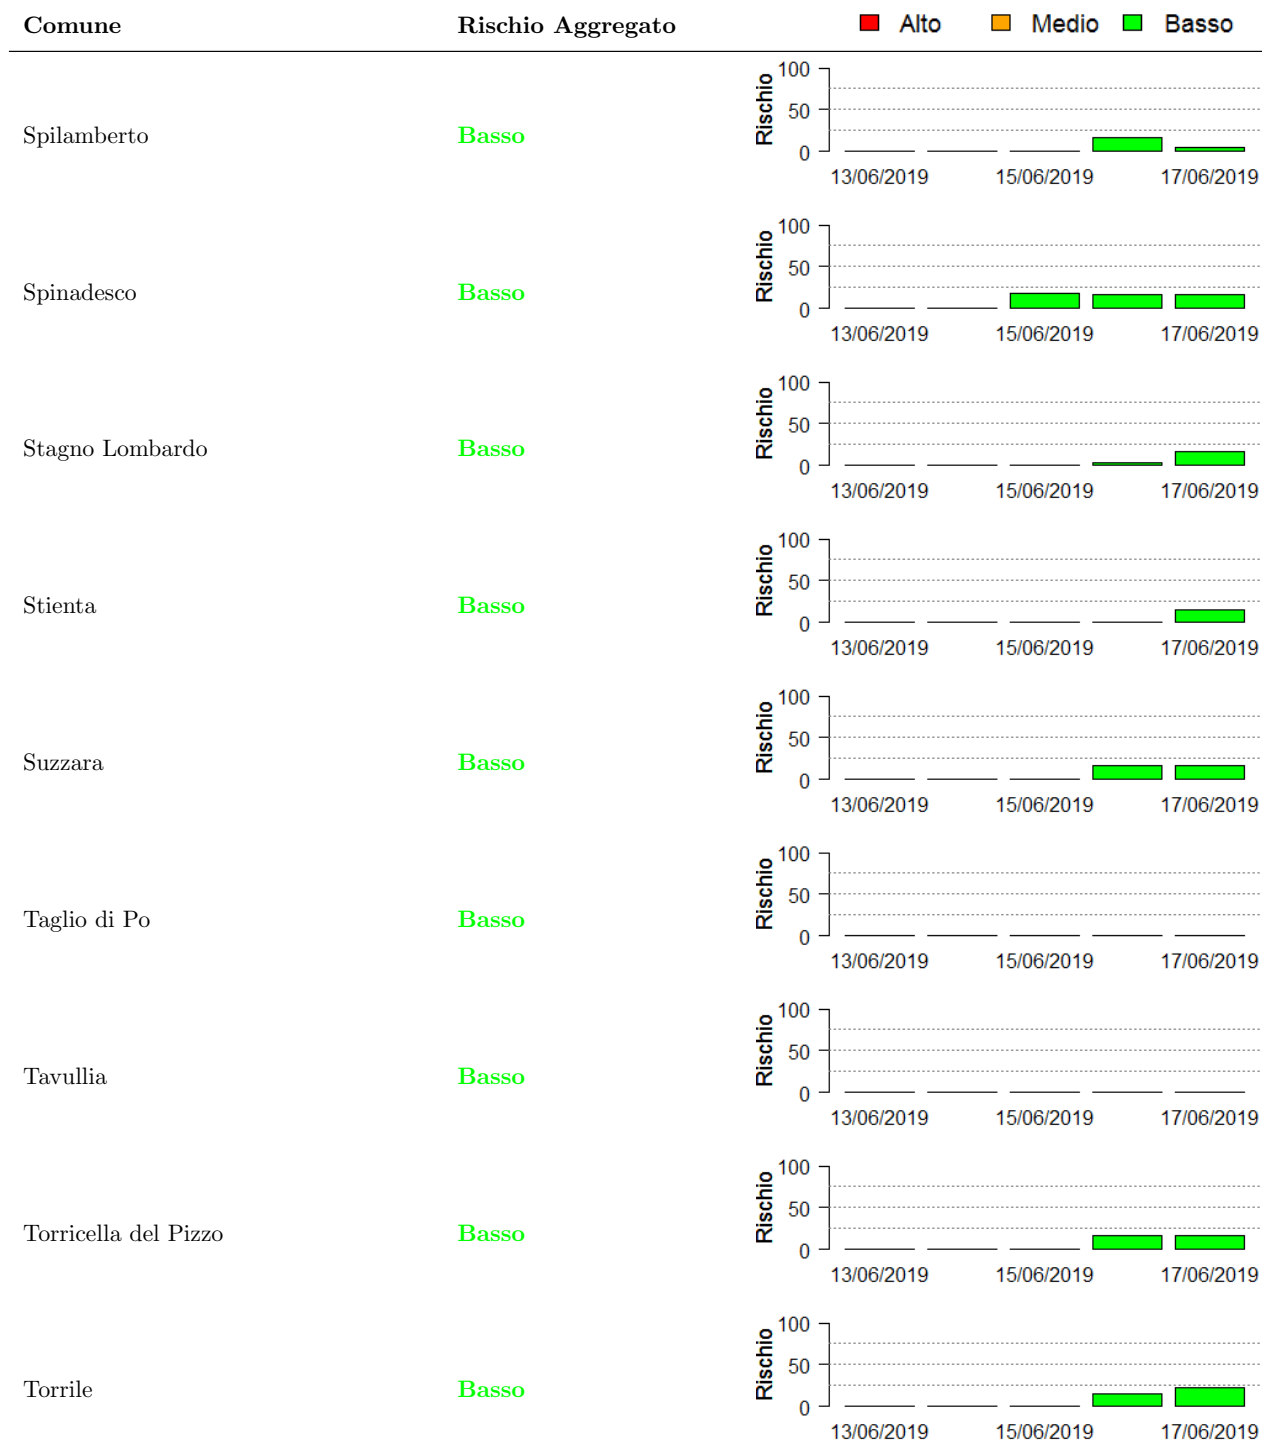 Comune Rischio Aggregato Alto Medio Basso
100
50
0
Rischio
Spilamberto Basso
13/06/2019 15/06/2019 17/06/2019
100
50
0
Rischio
Spinadesco Basso
13/06/2019 15/06/2019 17/06/2019
100
50
0
Rischio
Stagno Lombardo Basso
13/06/2019 15/06/2019 17/06/2019
100
50
0
Rischio
Stienta Basso
13/06/2019 15/06/2019 17/06/2019
100
50
0
Rischio
Suzzara Basso
13/06/2019 15/06/2019 17/06/2019
100
50
0
Rischio
Taglio di Po Basso
13/06/2019 15/06/2019 17/06/2019
100
50
0
Rischio
Tavullia Basso
13/06/2019 15/06/2019 17/06/2019
100
50
0
Rischio
Torricella del Pizzo Basso
13/06/2019 15/06/2019 17/06/2019
100
50
0
Rischio
Torrile Basso
13/06/2019 15/06/2019 17/06/2019